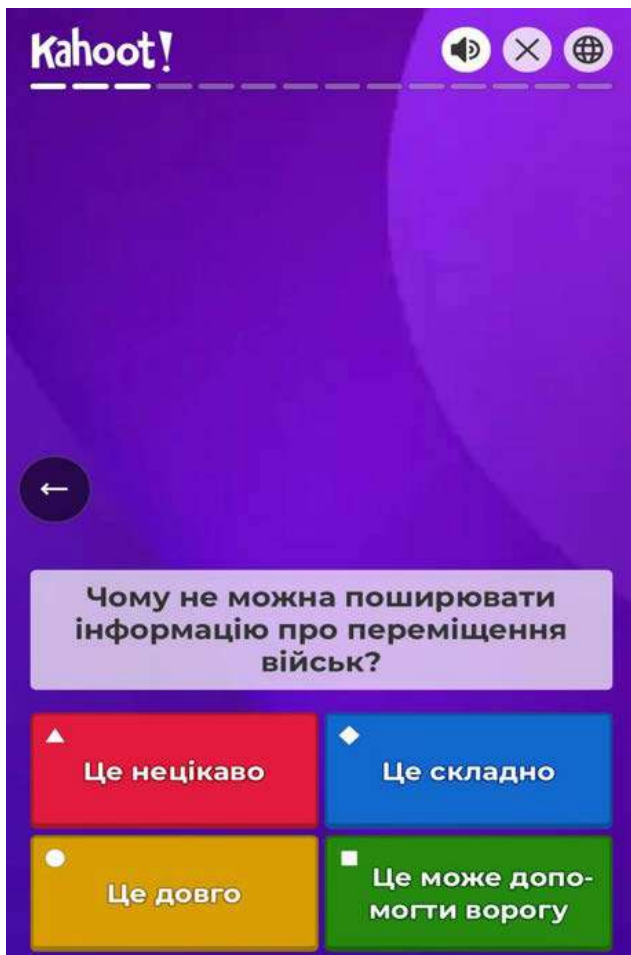 Kahoot!
Чому не можна поширювати
інформацію про переміщення
військ?
Це нецікаво
Це складно
Це довго
Це може допо-
могти ворогу